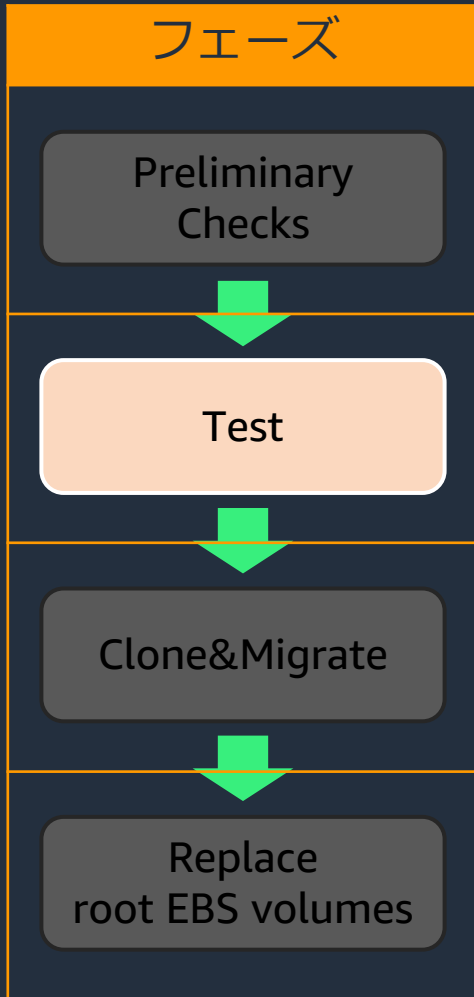 フェーズ
Preliminary
Checks
Test
Clone&Migrate
Replace
root EBS volumes